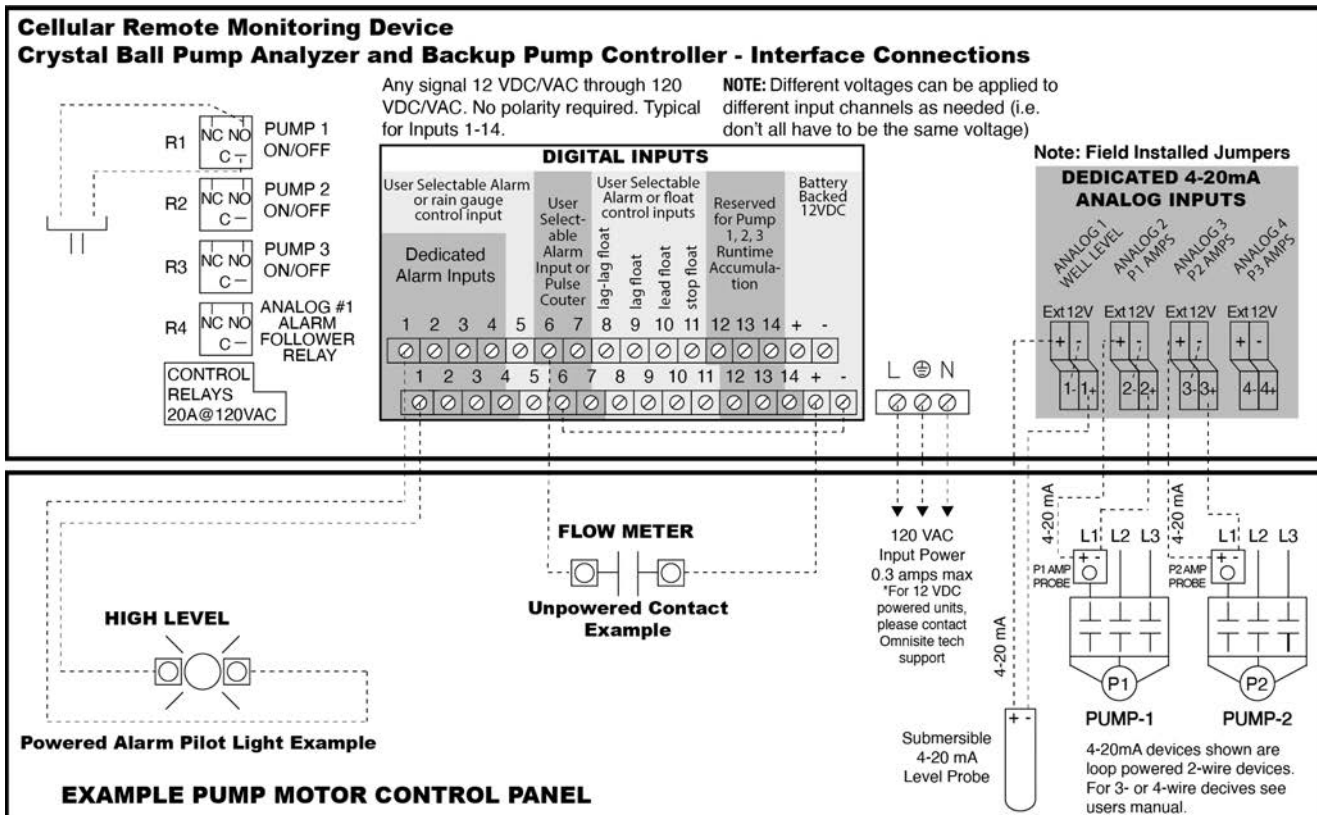 Cellular Remote Monitoring Device
Crystal Ball Pump Analyzer and Backup Pump Controller - Interface Connections
Any signal 12 VDC/VAC through 120
VDC/VAC. No polarity required. Typical
for Inputs 1-14.
NOTE: Different voltages can be applied to
different input channels as needed (i.e.
don't all have to be the same voltage)
R1
NC NO
C
PUMP 1
ON/OFF
R2
NC NO
C
PUMP 2
ON/OFF
R3
NC NO
C
PUMP 3
ON/OFF
R4
NC NO
C
ANALOG #1
ALARM
FOLLOWER
RELAY
CONTROL
RELAYS
20A@120VAC
DIGITAL INPUTS
User Selectable Alarm
or rain gauge
control input
Dedicated
Alarm Inputs
User
Select-
able
Alarm
Input or
Pulse
Couter
User Selectable
Alarm or float
control inputs
lag-lag float
lag float
lead float
stop float
Reserved
for Pump
1, 2, 3
Runtime
Accumula-
tion
Battery
Backed
12VDC
1 2 3 4 5 6 7 8 9 10 11 12 13 14 + -
1 2 3 4 5 6 7 8 9 10 11 12 13 14 + -
L N
Note: Field Installed Jumpers
DEDICATED 4-20mA
ANALOG INPUTS
ANALOG 1
WELL LEVEL
ANALOG 2
P1 AMPS
ANALOG 3
P2 AMPS
ANALOG 4
P3 AMPS
Ext12V Ext12V Ext12V Ext12V
+ - + - + - + -
1- 1+ 2- 2+ 3- 3+ 4- 4+
HIGH LEVEL
Powered Alarm Pilot Light Example
EXAMPLE PUMP MOTOR CONTROL PANEL
FLOW METER
Unpowered Contact
Example
120 VAC
Input Power
0.3 amps max
*For 12 VDC
powered units,
please contact
Omnisite tech
support
4-20 mA
+ -
Submersible
4-20 mA
Level Probe
4-20 mA
L1 L2 L3
+ -
P1 AMP
PROBE
P1
PUMP-1
4-20 mA
L1 L2 L3
+ -
P2 AMP
PROBE
P2
PUMP-2
4-20mA devices shown are
loop powered 2-wire devices.
For 3- or 4-wire decives see
users manual.